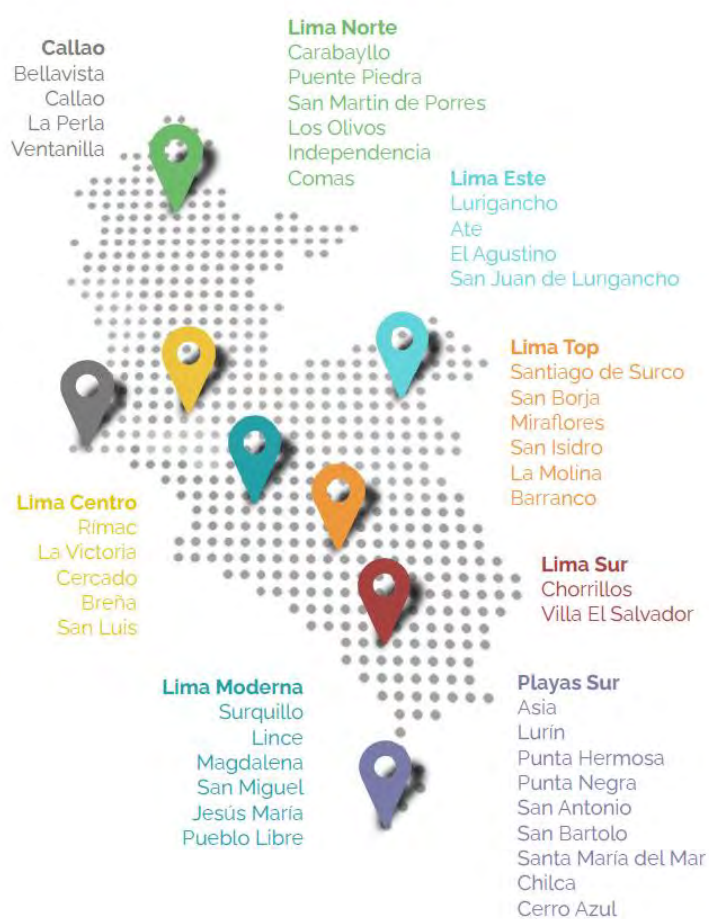 Callao
Bellavista
Callao
La Perla
Ventanilla
Lima Norte
Carabayllo
Puente Piedra
San Martin de Porres
Los Olivos
Independencia
Comas
Lima Este
Lurigancho
Ate
El Agustino
San Juan de Lurigancho
Lima Top
Santiago de Surco
San Borja
Miraflores
San Isidro
La Molina
Barranco
Lima Centro
Rímac
La Victoria
Cercado
Breña
San Luis
Lima Sur
Chorrillos
Villa El Salvador
Lima Moderna
Surquillo
Lince
Magdalena
San Miguel
Jesús María
Pueblo Libre
Playas Sur
Asia
Lurín
Punta Hermosa
Punta Negra
San Antonio
San Bartolo
Santa María del Mar
Chilca
Cerro Azul